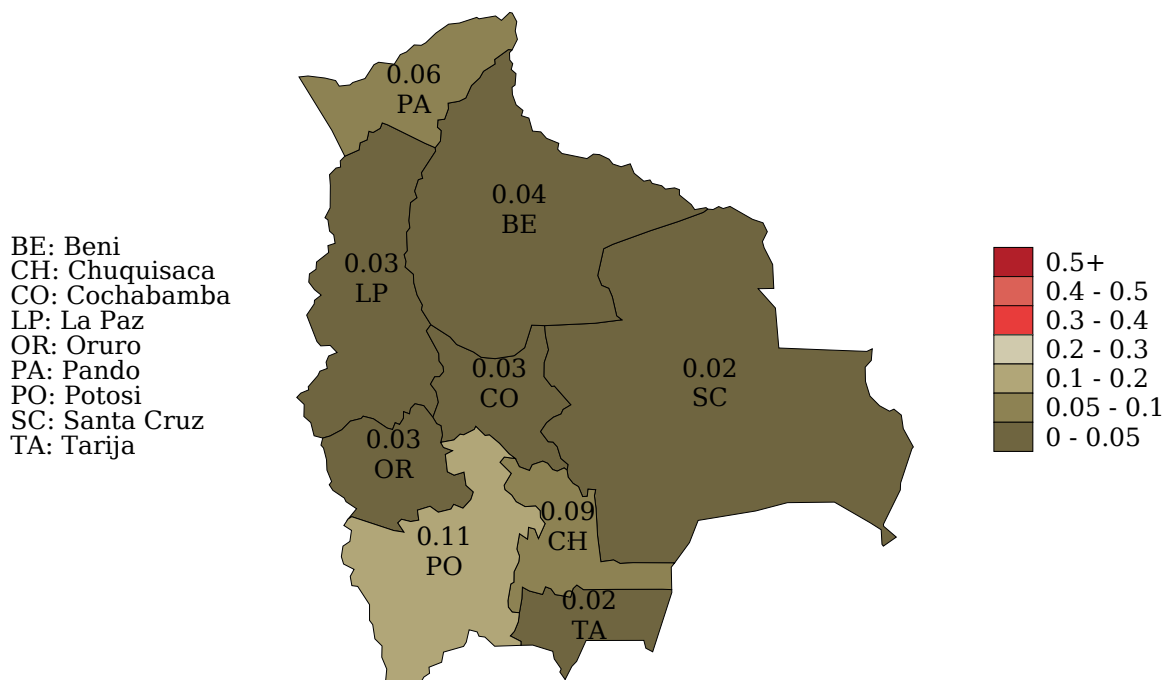 0.06
PA
0.04
BE
0.03
LP
0.03
CO
0.02
SC
0.03
OR
0.11
PO
0.09
CH
0.02
TA
BE: Beni
CH: Chuquisaca
CO: Cochabamba
LP: La Paz
OR: Oruro
PA: Pando
PO: Potosi
SC: Santa Cruz
TA: Tarija
0.5+
0.4 - 0.5
0.3 - 0.4
0.2 - 0.3
0.1 - 0.2
0.05 - 0.1
0 - 0.05